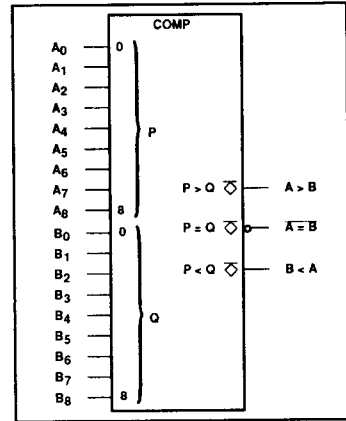 COMP
A0 0
A1
A2
A3
A4 P
A5
A6
A7 P > Q A > B
A8 8
B0 0 P = Q A = B
B1
B2 P < Q B < A
B3
B4 Q
B5
B6
B7
B8 8